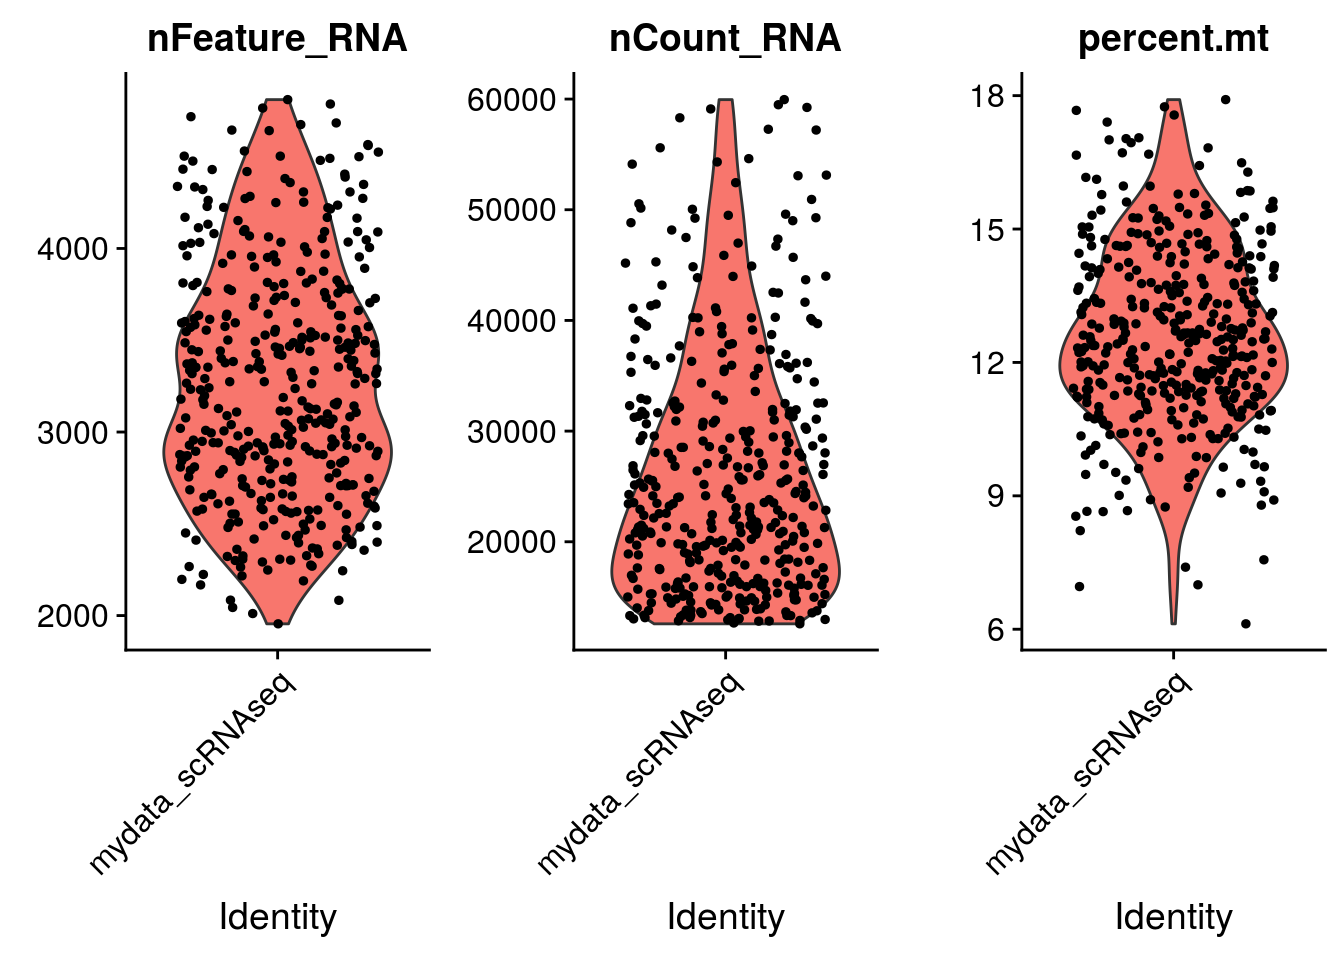 nFeature_RNA
4000
3000
2000
mydata_scRNAseq
Identity
nCount_RNA
60000
50000
40000
30000
20000
mydata_scRNAseq
Identity
percent.mt
18
15
12
9
6
mydata_scRNAseq
Identity